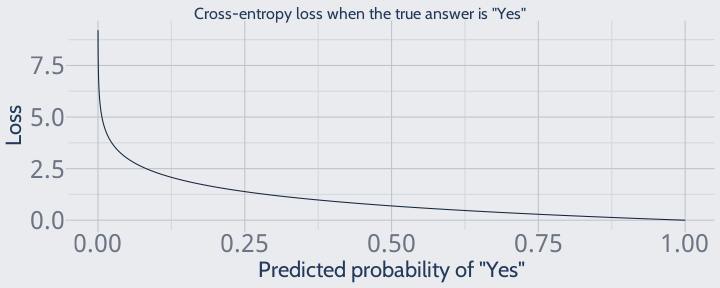 Cross-entropy loss when the true answer is "Yes"
Loss
7.5
5.0
2.5
0.0
0.00 0.25 0.50 0.75 1.00
Predicted probability of "Yes"